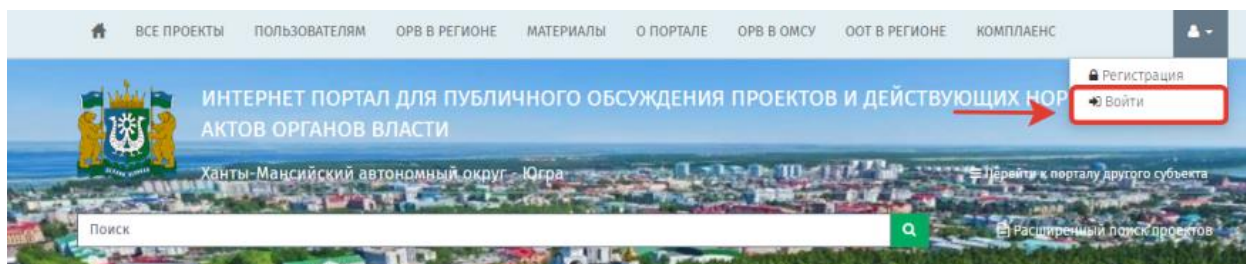 ВСЕ ПРОЕКТЫ ПОЛЬЗОВАТЕЛЯМ ОРВ В РЕГИОНЕ МАТЕРИАЛЫ О ПОРТАЛЕ ОРВ В ОМСУ ООТ В РЕГИОНЕ КОМПЛАЕНС
Регистрация
Войти
ИНТЕРНЕТ ПОРТАЛ ДЛЯ ПУБЛИЧНОГО ОБСУЖДЕНИЯ ПРОЕКТОВ И ДЕЙСТВУЮЩИХ НОР
АКТОВ ОРГАНОВ ВЛАСТИ
Ханты-Мансийский автономный округ - Югра
Перейти к порталу другого субъекта
Поиск
Расширенный поиск проектов